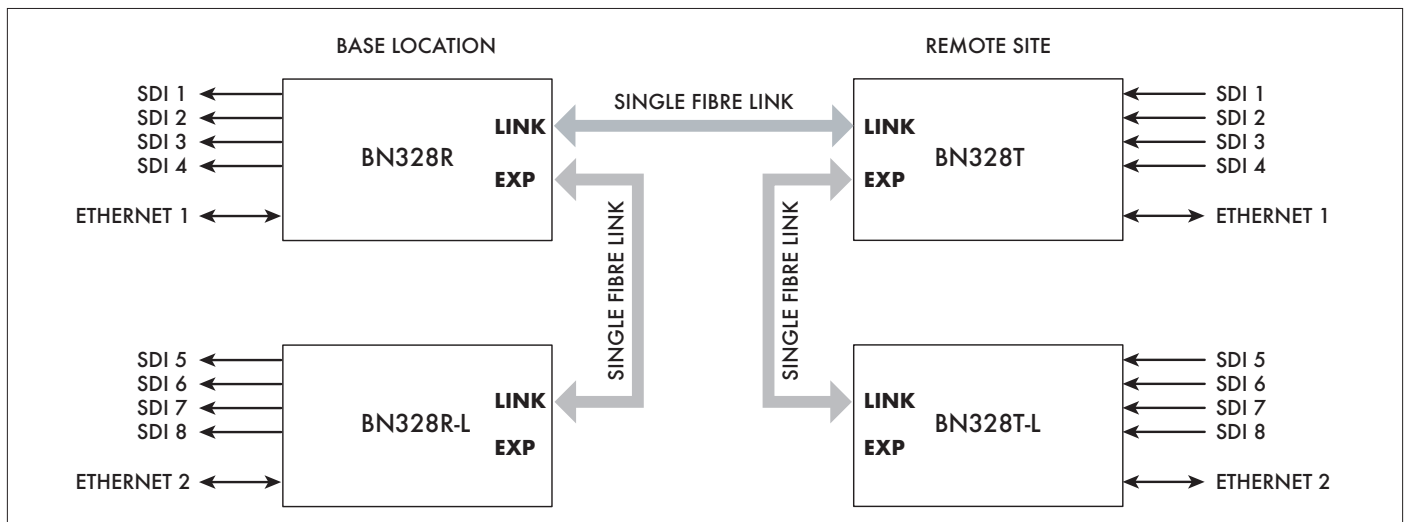 BASE LOCATION
REMOTE SITE
SDI 1
SDI 2
SDI 3
SDI 4
ETHERNET 1
BN328R
LINK
EXP
SINGLE FIBRE LINK
LINK
EXP
BN328T
SDI 1
SDI 2
SDI 3
SDI 4
ETHERNET 1
SINGLE FIBRE LINK
SINGLE FIBRE LINK
SDI 5
SDI 6
SDI 7
SDI 8
ETHERNET 2
BN328R-L
LINK
EXP
LINK
EXP
BN328T-L
SDI 5
SDI 6
SDI 7
SDI 8
ETHERNET 2